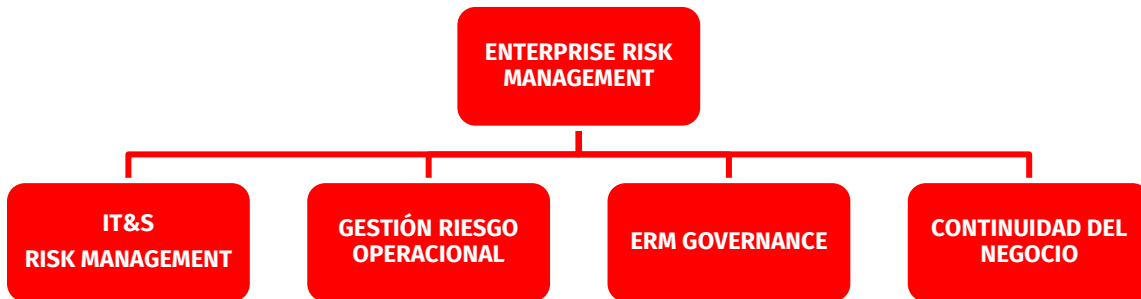 ENTERPRISE RISK
MANAGEMENT
IT&S
RISK MANAGEMENT
GESTIÓN RIESGO
OPERACIONAL
ERM GOVERNANCE
CONTINUIDAD DEL
NEGOCIO